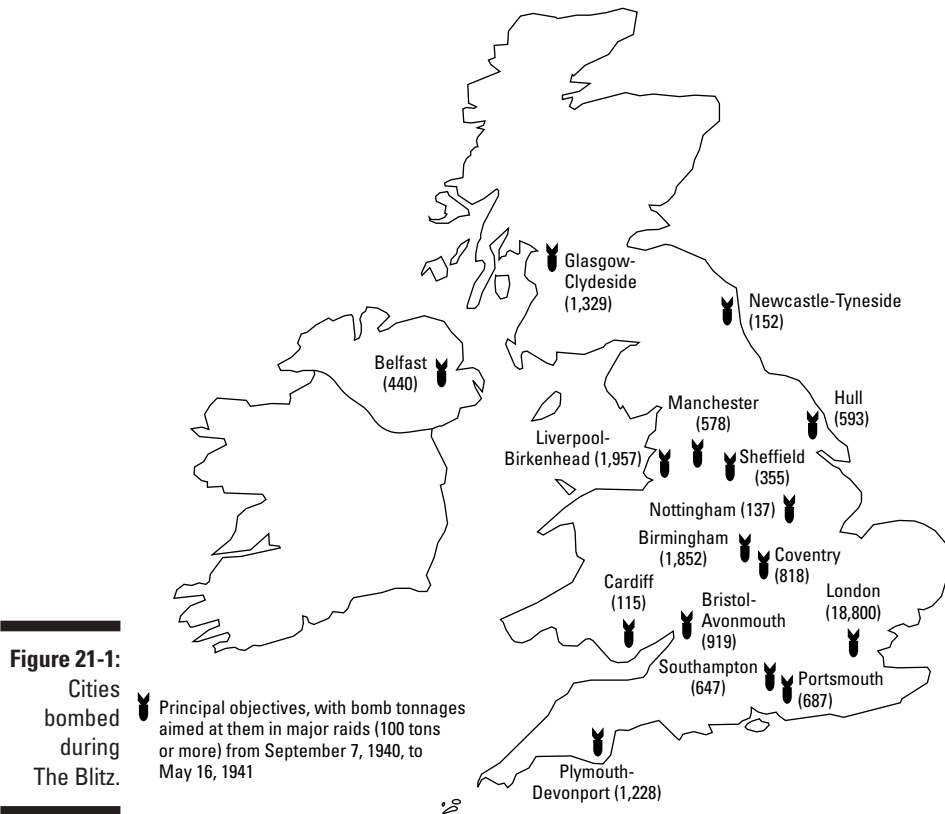 Glasgow-
Clydeside
(1,329)
Newcastle-Tyneside
(152)
Belfast
(440)
Hull
(593)
Manchester
(578)
Liverpool-
Birkenhead (1,957)
Sheffield
(355)
Nottingham (137)
Birmingham
(1,852)
Coventry
(818)
Cardiff
(115)
Bristol-
Avonmouth
(919)
London
(18,800)
Southampton
(647)
Portsmouth
(687)
Plymouth-
Devonport (1,228)
Figure 21-1:
Cities
bombed
during
The Blitz.
Principal objectives, with bomb tonnages
aimed at them in major raids (100 tons
or more) from September 7, 1940, to
May 16, 1941